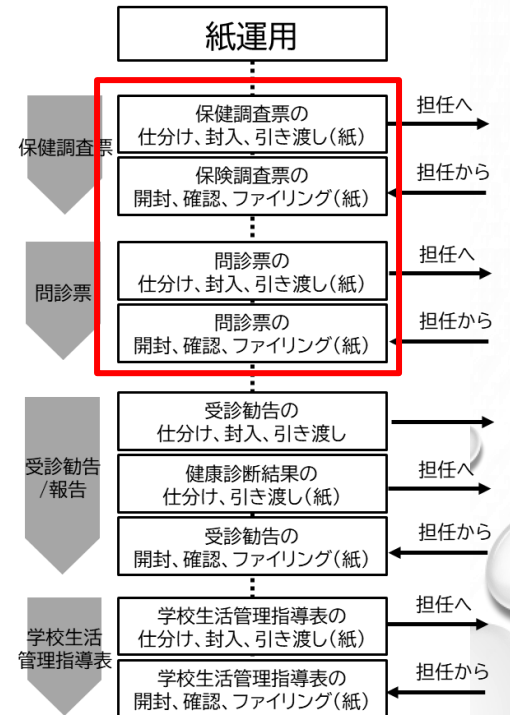 紙運用
保健調査票
保健調査票の
仕分け、封入、引き渡し(紙)
担任へ
保険調査票の
開封、確認、ファイリング(紙)
担任から
問診票
問診票の
仕分け、封入、引き渡し(紙)
担任へ
問診票の
開封、確認、ファイリング(紙)
担任から
受診勧告
/報告
受診勧告の
仕分け、封入、引き渡し
健康診断結果の
仕分け、引き渡し(紙)
担任へ
受診勧告の
開封、確認、ファイリング(紙)
担任から
学校生活
管理指導表
学校生活管理指導表の
仕分け、封入、引き渡し(紙)
担任へ
学校生活管理指導表の
開封、確認、ファイリング(紙)
担任から